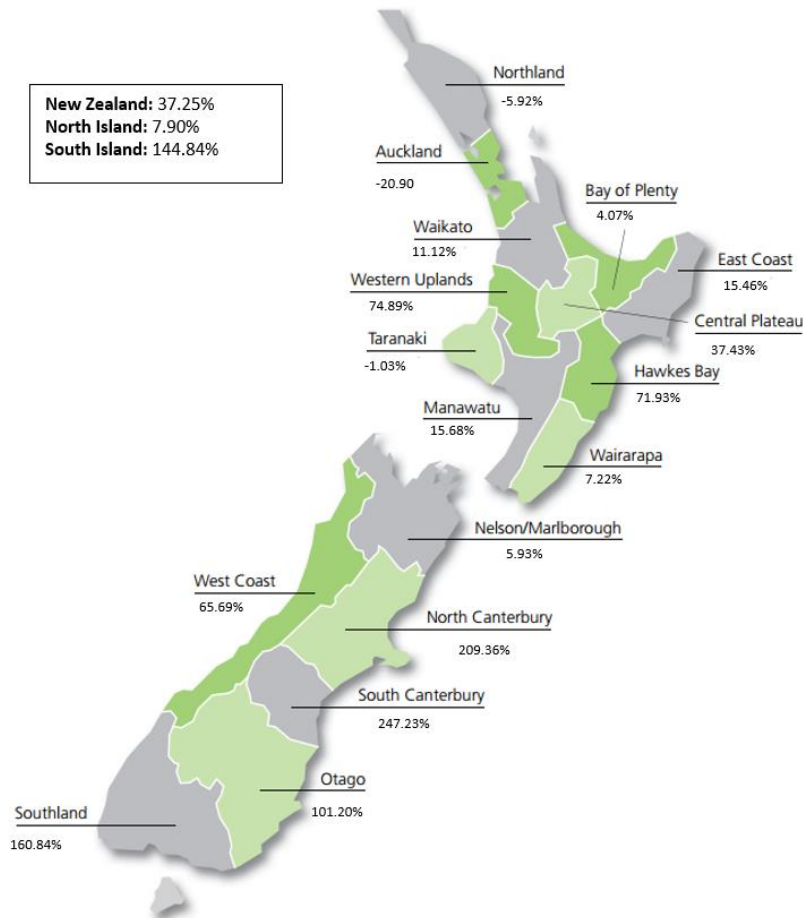 New Zealand: 37.25%
North Island: 7.90%
South Island: 144.84%
Northland
-5.92%
Auckland
-20.90
Bay of Plenty
4.07%
Waikato
11.12%
East Coast
15.46%
Western Uplands
74.89%
Central Plateau
37.43%
Taranaki
-1.03%
Hawkes Bay
71.93%
Manawatu
15.68%
Wairarapa
7.22%
Nelson/Marlborough
5.93%
West Coast
65.69%
North Canterbury
209.36%
South Canterbury
247.23%
Otago
101.20%
Southland
160.84%